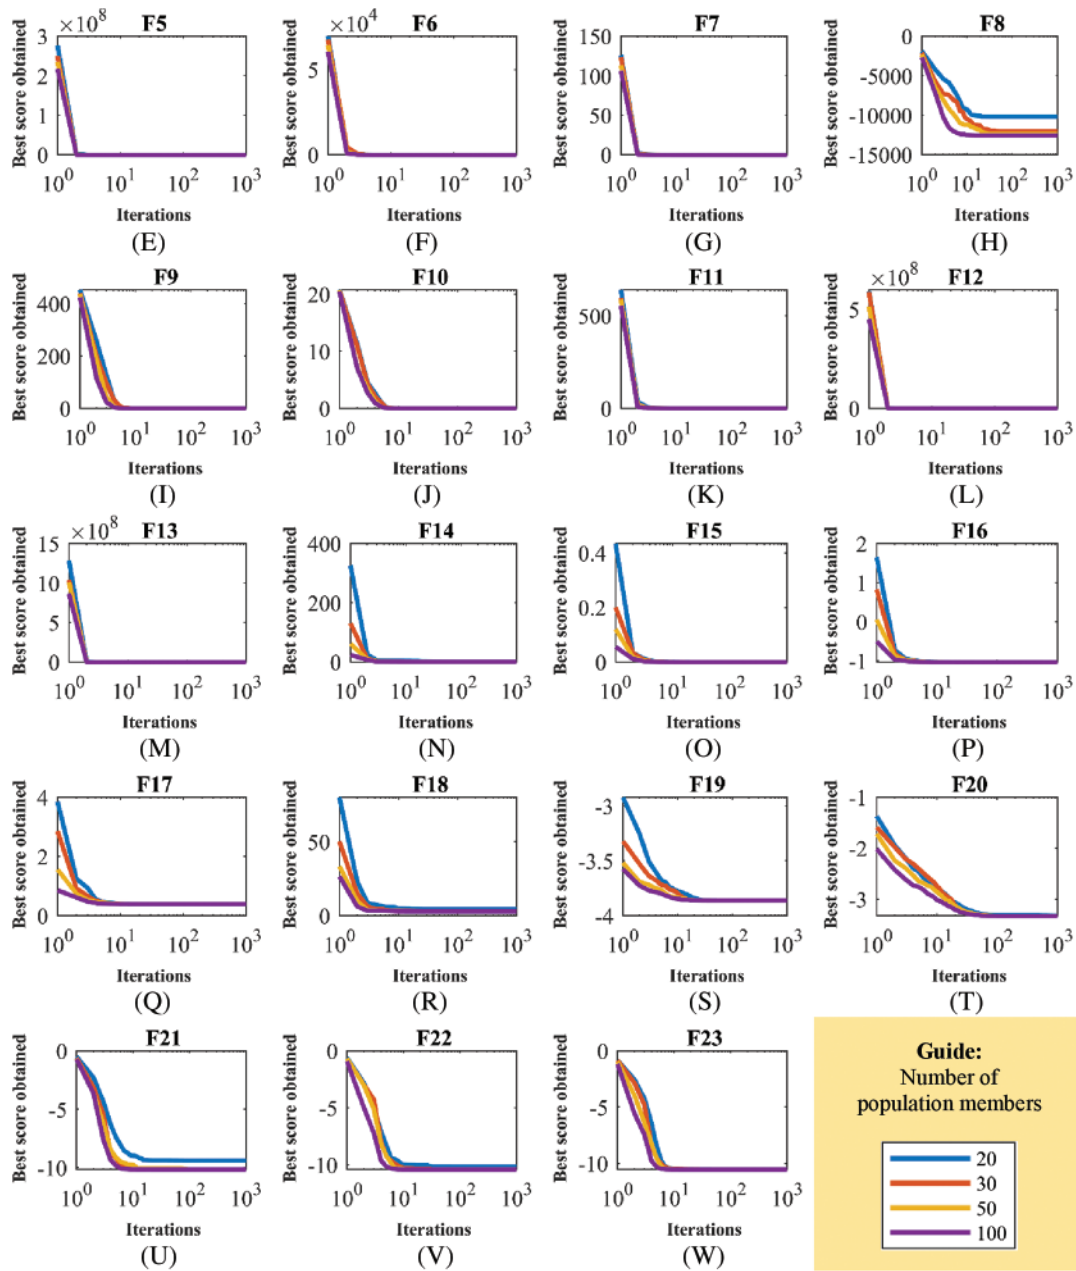 ×10^8 F5
Best score obtained
3
2
1
0
10^0 10^1 10^2 10^3
Iterations
(E)
×10^4 F6
Best score obtained
5
0
10^0 10^1 10^2 10^3
Iterations
(F)
F7
Best score obtained
150
100
50
0
10^0 10^1 10^2 10^3
Iterations
(G)
F8
Best score obtained
0
-5000
-10000
-15000
10^0 10^1 10^2 10^3
Iterations
(H)
F9
Best score obtained
400
200
0
10^0 10^1 10^2 10^3
Iterations
(I)
F10
Best score obtained
20
10
0
10^0 10^1 10^2 10^3
Iterations
(J)
F11
Best score obtained
500
0
10^0 10^1 10^2 10^3
Iterations
(K)
×10^8 F12
Best score obtained
5
0
10^0 10^1 10^2 10^3
Iterations
(L)
×10^8
F13
Best score obtained
15
10
5
0
10^0 10^1 10^2 10^3
Iterations
(M)
F14
Best score obtained
400
200
0
10^0 10^1 10^2 10^3
Iterations
(N)
F15
Best score obtained
0.4
0.2
0
10^0 10^1 10^2 10^3
Iterations
(O)
F16
Best score obtained
2
1
0
-1
10^0 10^1 10^2 10^3
Iterations
(P)
F17
Best score obtained
4
2
0
10^0 10^1 10^2 10^3
Iterations
(Q)
F18
Best score obtained
50
0
10^0 10^1 10^2 10^3
Iterations
(R)
F19
Best score obtained
-3
-3.5
-4
10^0 10^1 10^2 10^3
Iterations
(S)
F20
Best score obtained
-1
-2
-3
10^0 10^1 10^2 10^3
Iterations
(T)
F21
Best score obtained
0
-5
-10
10^0 10^1 10^2 10^3
Iterations
(U)
F22
Best score obtained
0
-5
-10
10^0 10^1 10^2 10^3
Iterations
(V)
F23
Best score obtained
0
-5
-10
10^0 10^1 10^2 10^3
Iterations
(W)
Guide:
Number of
population members
20
30
50
100